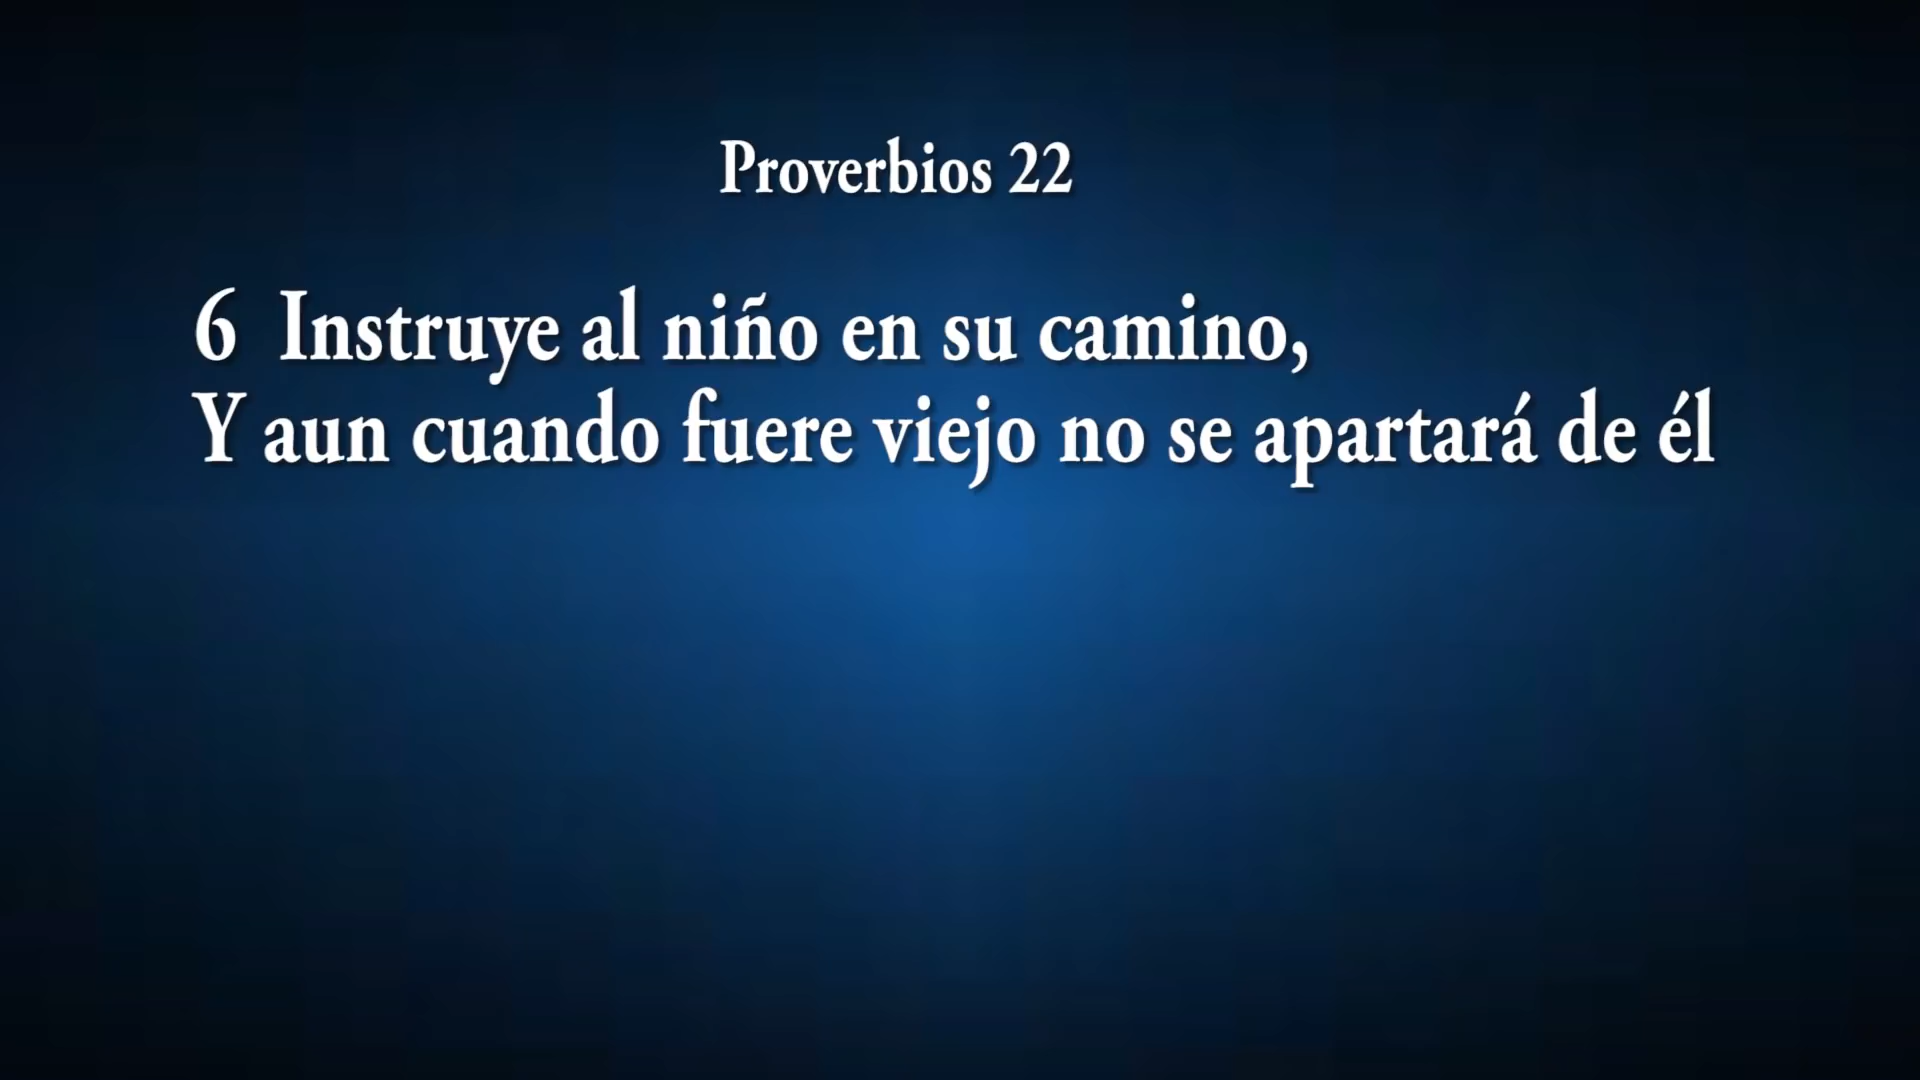 Proverbios 22
6 Instruye al niño en su camino,
Y aun cuando fuere viejo no se apartará de él